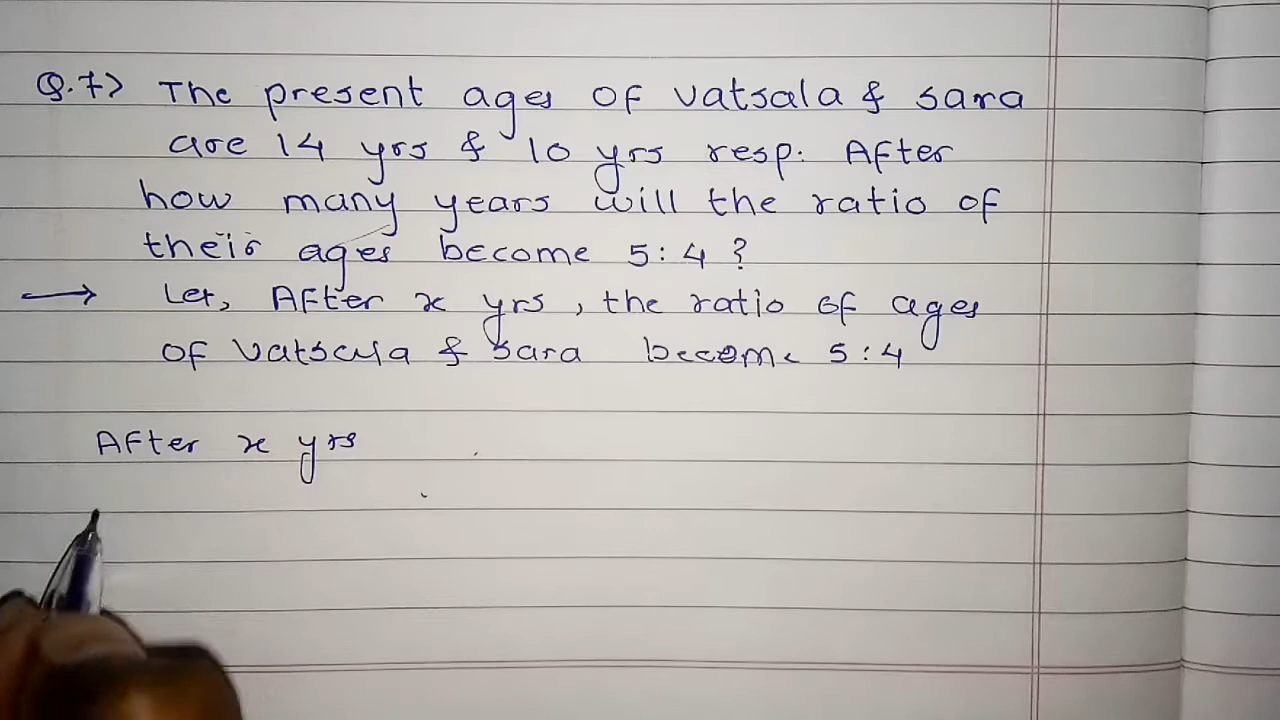 Q.7> The present ages of Vatsala & Sara
are 14 yrs & 10 yrs resp. After
how many years will the ratio of
their ages become 5:4 ?
→ Let, After x yrs, the ratio of ages
of Vatsala & Sara become 5:4
After x yrs